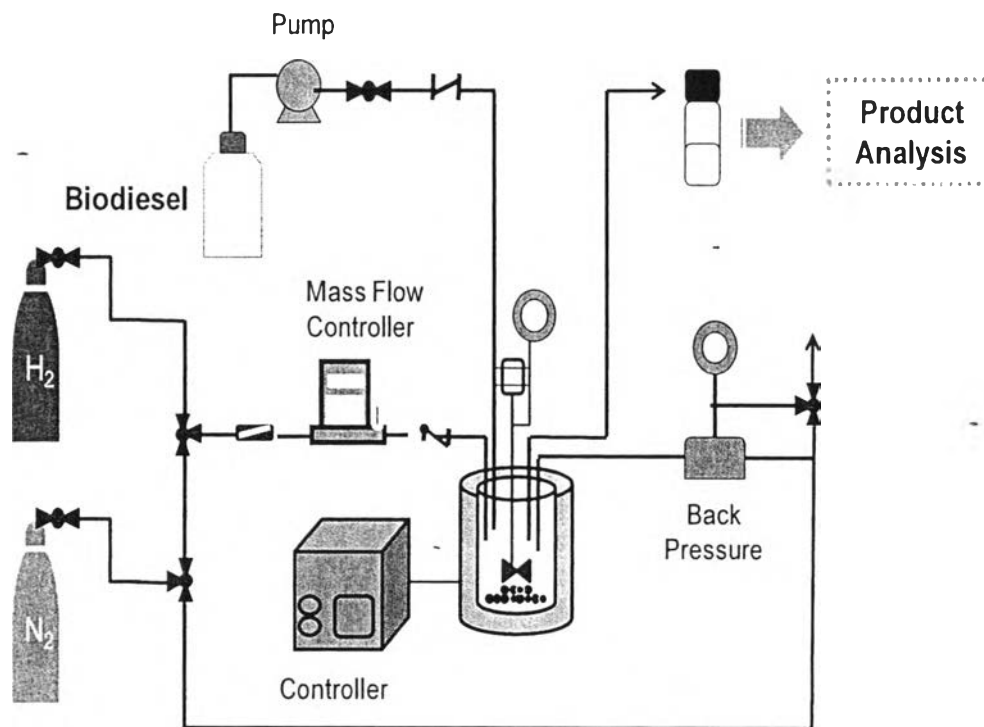 Pump
Product
Analysis
Biodiesel
Mass Flow
Controller
H2
Back
Pressure
N2
Controller